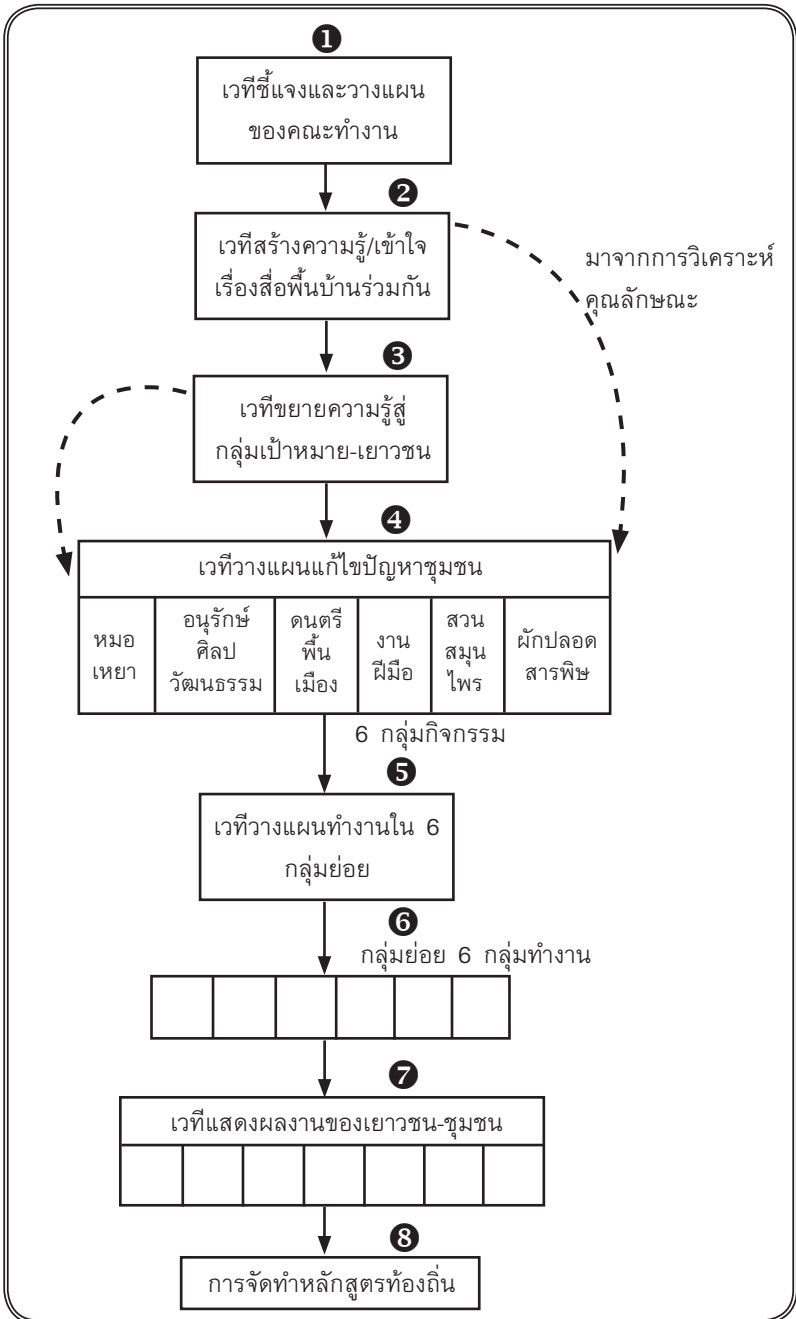 ❶
เวทีชี้แจงและวางแผน
ของคณะทำงาน
❷
เวทีสร้างความรู้/เข้าใจ
เรื่องสื่อพื้นบ้านร่วมกัน
มาจากการวิเคราะห์
คุณลักษณะ
❸
เวทีขยายความรู้สู่
กลุ่มเป้าหมาย-เยาวชน
❹
เวทีวางแผนแก้ไขปัญหาชุมชน
หมอ
เหยา
อนุรักษ์
ศิลป
วัฒนธรรม
ดนตรี
พื้น
เมือง
งาน
ฝีมือ
สวน
สมุน
ไพร
ผักปลอด
สารพิษ
6 กลุ่มกิจกรรม
❺
เวทีวางแผนทำงานใน 6
กลุ่มย่อย
❻
กลุ่มย่อย 6 กลุ่มทำงาน
❼
เวทีแสดงผลงานของเยาวชน-ชุมชน
❽
การจัดทำหลักสูตรท้องถิ่น